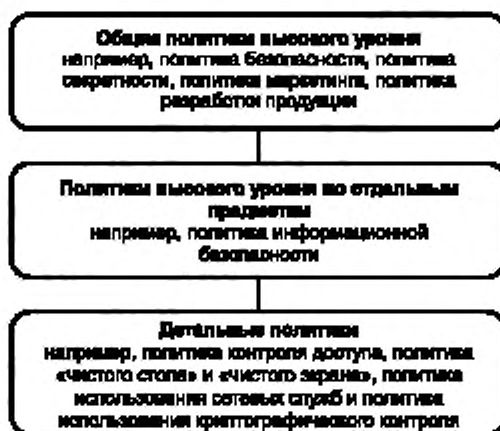 Общие политики высокого уровня
например, политика безопасности, политика
секретности, политика маркетинга, политика
разработки продукции
Политики высокого уровня по отдельным
предметам
например, политика информационной
безопасности
Детальные политики
например, политика контроля доступа, политика
«чистого стола» и «чистого экрана», политика
использования сетевых служб и политика
использования криптографического контроля